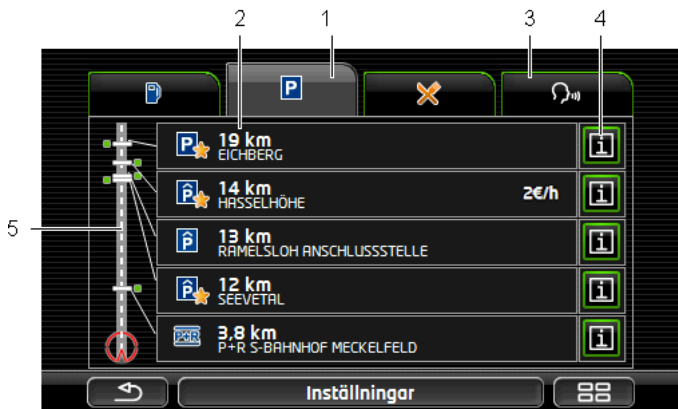 2 1 3 4
P
P 19 km
EICHBERG
i
P 14 km
HASSELHÖHE
2€/h
i
5
P 13 km
RAMELSLOH ANSCHLUSSSTELLE
i
P 12 km
SEEVETAL
i
P+R 3,8 km
P+R S-BAHNHOF MECKELFELD
i
Inställningar